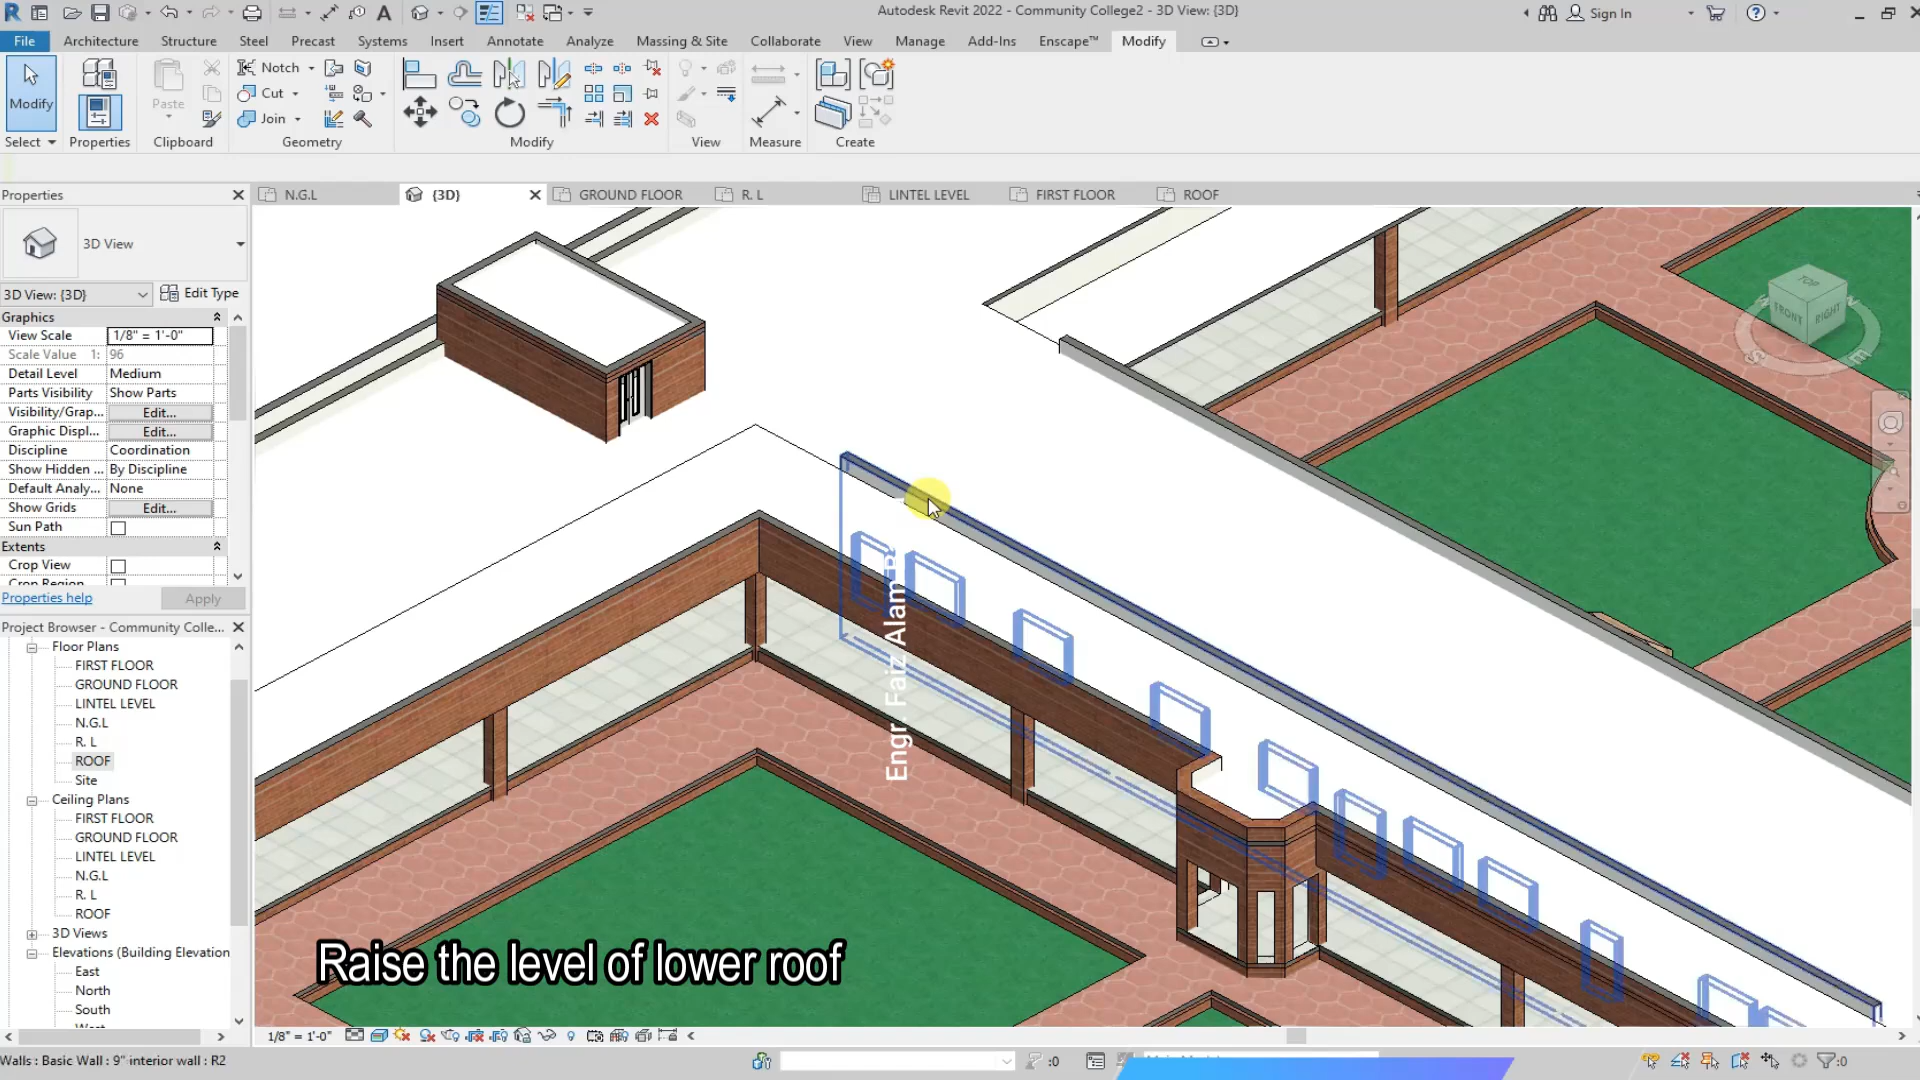 Autodesk Revit 2022 - Community College2 - 3D View: {3D}
Sign In
File Architecture Structure Steel Precast Systems Insert Annotate Analyze Massing & Site Collaborate View Manage Add-Ins Enscape™ Modify
Modify
Paste
Notch
Cut
Join
Select Properties Clipboard Geometry Modify View Measure Create
Properties
N.G.L {3D} GROUND FLOOR R. L LINTEL LEVEL FIRST FLOOR ROOF
3D View
3D View: {3D} Edit Type
Graphics
View Scale 1/8" = 1'-0"
Scale Value 1: 96
Detail Level Medium
Parts Visibility Show Parts
Visibility/Grap... Edit...
Graphic Displ... Edit...
Discipline Coordination
Show Hidden ... By Discipline
Default Analy... None
Show Grids Edit...
Sun Path
Extents
Crop View
Crop Region
Properties help Apply
Project Browser - Community Colle...
Floor Plans
FIRST FLOOR
GROUND FLOOR
LINTEL LEVEL
N.G.L
R. L
ROOF
Site
Ceiling Plans
FIRST FLOOR
GROUND FLOOR
LINTEL LEVEL
N.G.L
R. L
ROOF
3D Views
Elevations (Building Elevation
East
North
South
West
TOP
FRONT
RIGHT
Engr. Faiz Alam
Raise the level of lower roof
1/8" = 1'-0"
Walls : Basic Wall : 9" interior wall : R2
:0
:0